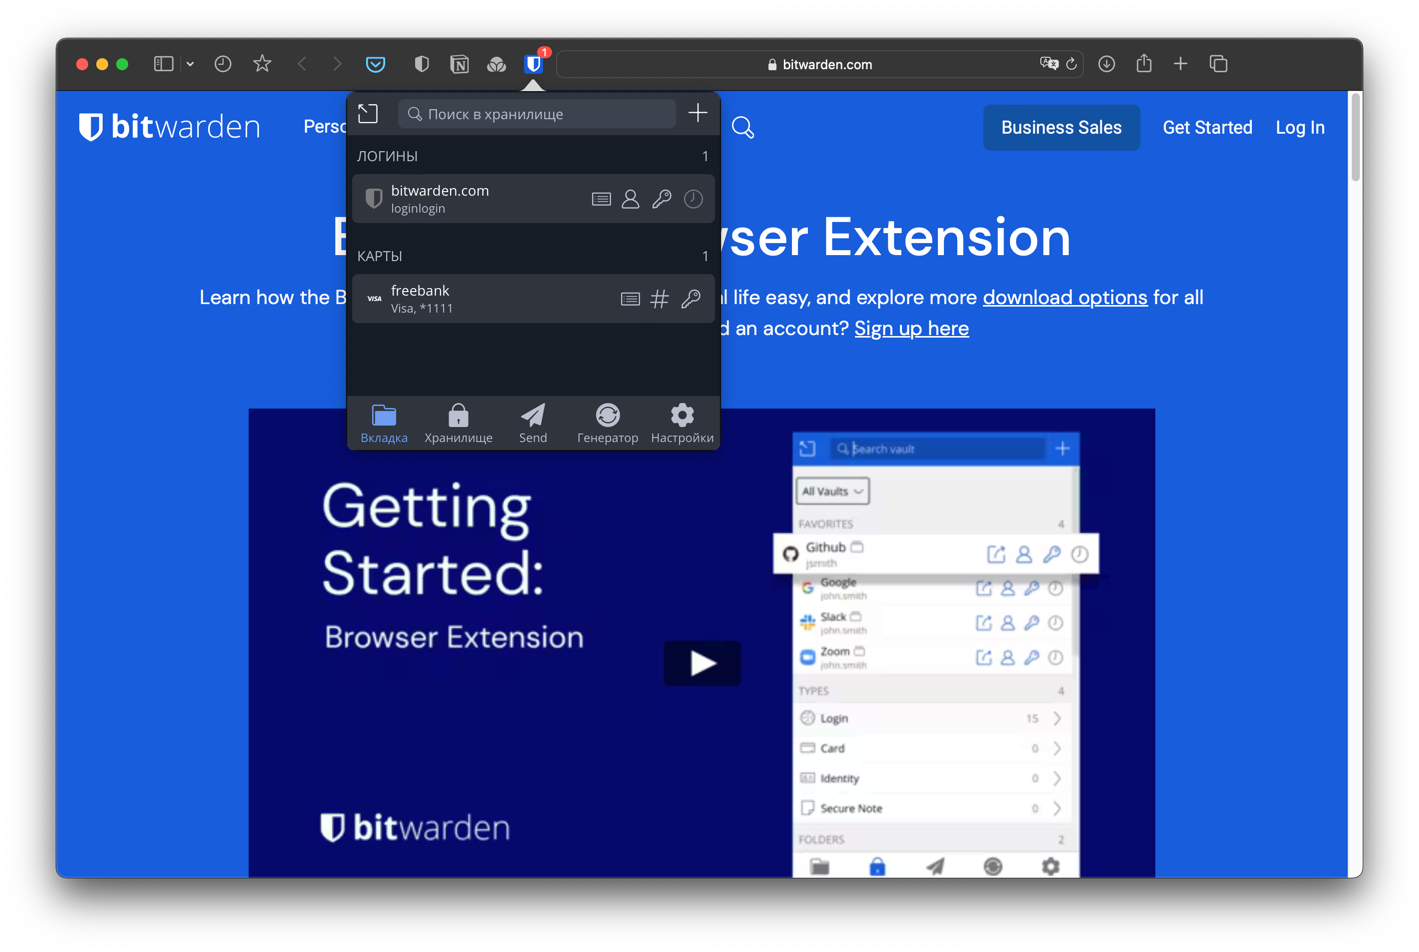 1
bitwarden.com
bitwarden
Perso
Business Sales
Get Started
Log In
Поиск в хранилище
ЛОГИНЫ 1
bitwarden.com
loginlogin
КАРТЫ 1
VISA
freebank
Visa, *1111
Вкладка
Хранилище
Send
Генератор
Настройки
wser Extension
Learn how the B
l life easy, and explore more download options for all
d an account? Sign up here
Getting
Started:
Browser Extension
bitwarden
Search vault
All Vaults
FAVORITES 4
Github
jsmith
Google
john.smith
Slack
john.smith
Zoom
john.smith
TYPES 4
Login 15
Card 0
Identity 0
Secure Note 0
FOLDERS 2